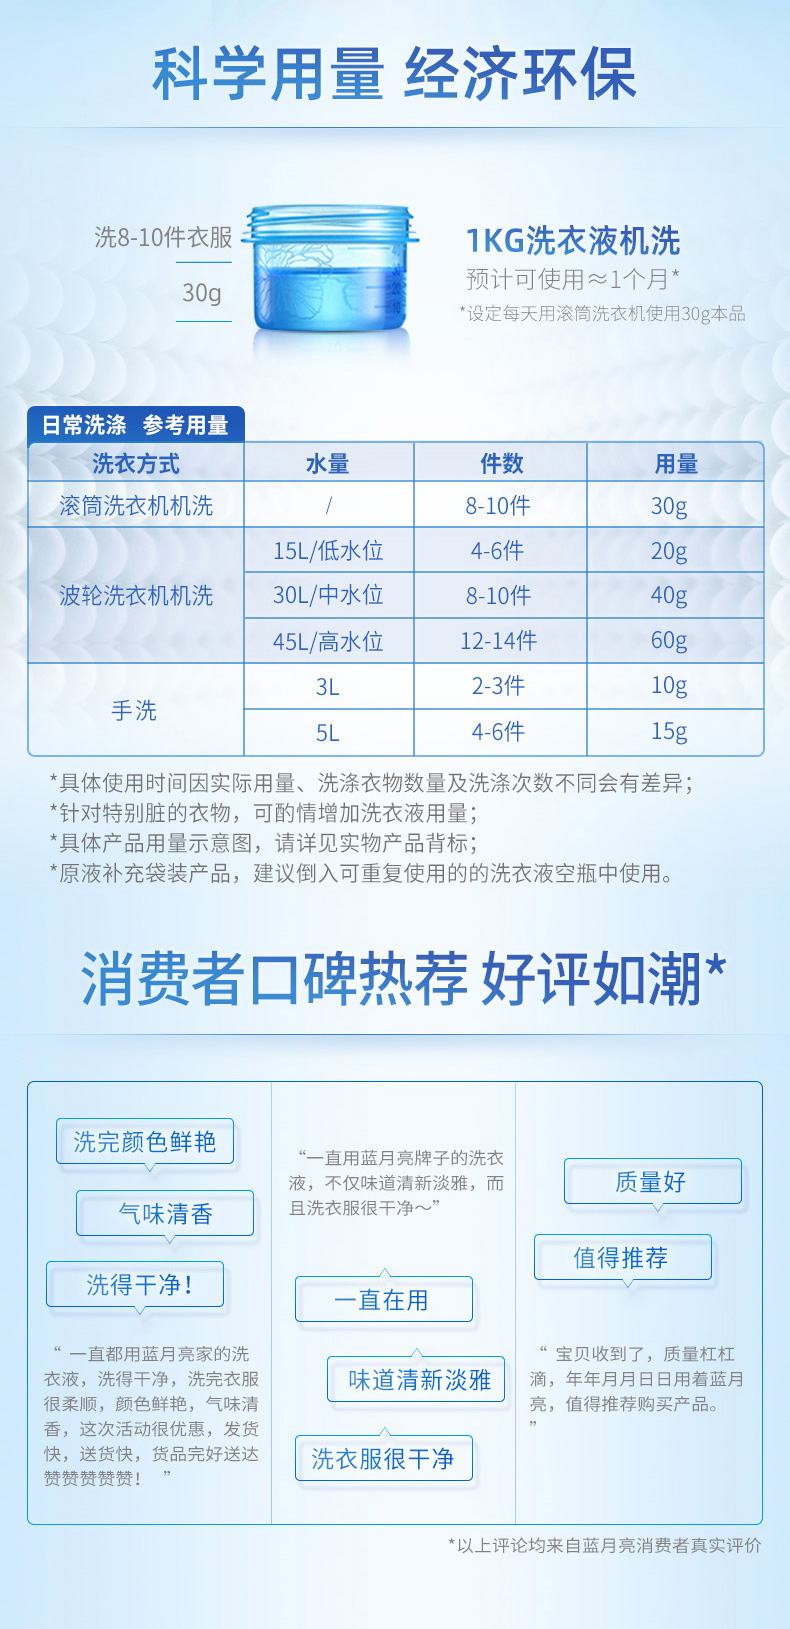 科学用量 经济环保
洗8-10件衣服
30g
1KG洗衣液机洗
预计可使用≈1个月*
*设定每天用滚筒洗衣机使用30g本品
30
20
10
日常洗涤 参考用量
洗衣方式 水量 件数 用量
滚筒洗衣机机洗 / 8-10件 30g
波轮洗衣机机洗
15L/低水位 4-6件 20g
30L/中水位 8-10件 40g
45L/高水位 12-14件 60g
手洗
3L 2-3件 10g
5L 4-6件 15g
*具体使用时间因实际用量、洗涤衣物数量及洗涤次数不同会有差异；
*针对特别脏的衣物，可酌情增加洗衣液用量；
*具体产品用量示意图，请详见实物产品背标；
*原液补充袋装产品，建议倒入可重复使用的的洗衣液空瓶中使用。
消费者口碑热荐 好评如潮*
洗完颜色鲜艳
气味清香
洗得干净！
“ 一直都用蓝月亮家的洗
衣液，洗得干净，洗完衣服
很柔顺，颜色鲜艳，气味清
香，这次活动很优惠，发货
快，送货快，货品完好送达
赞赞赞赞赞！ ”
“一直用蓝月亮牌子的洗衣
液，不仅味道清新淡雅，而
且洗衣服很干净～”
一直在用
味道清新淡雅
洗衣服很干净
质量好
值得推荐
“ 宝贝收到了，质量杠杠
滴，年年月月日日用着蓝月
亮，值得推荐购买产品。
”
*以上评论均来自蓝月亮消费者真实评价